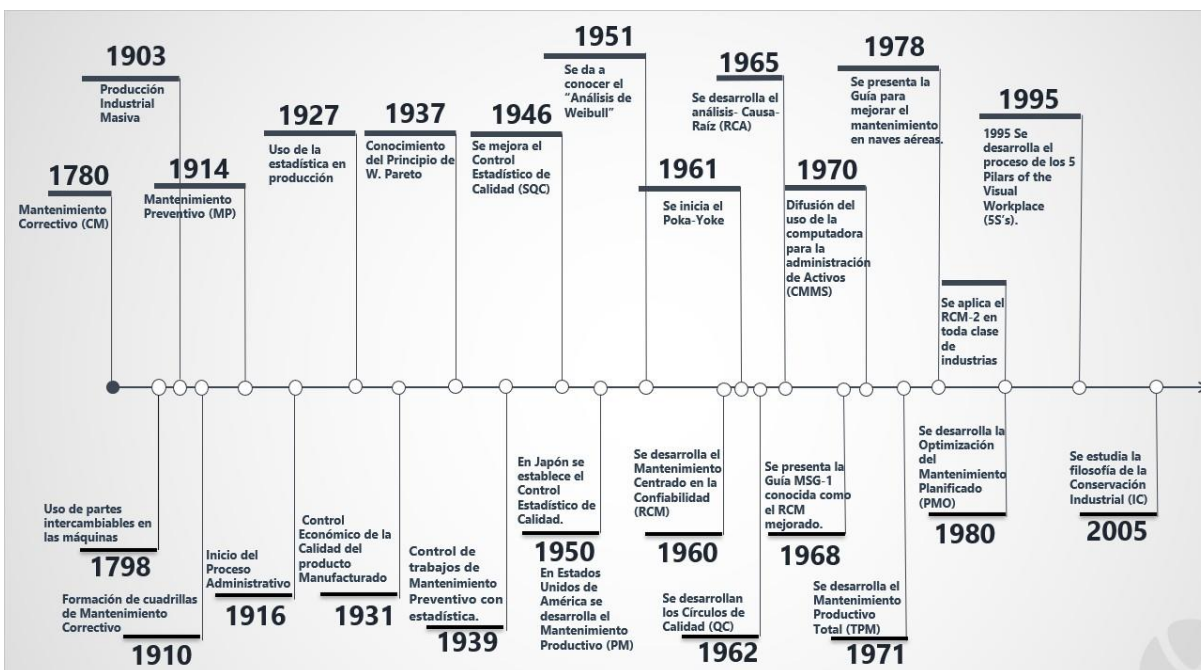 1780
Mantenimiento
Correctivo (CM)
1903
Producción
Industrial
Masiva
1914
Mantenimiento
Preventivo (MP)
1927
Uso de la
estadística en
producción
1937
Conocimiento
del Principio de
W. Pareto
1946
Se mejora el
Control
Estadístico de
Calidad (SQC)
1951
Se da a
conocer el
"Análisis de
Weibull"
1961
Se inicia el
Poka-Yoke
1965
Se desarrolla el
análisis- Causa-
Raíz (RCA)
1970
Difusión del
uso de la
computadora
para la
administración
de Activos
(CMMS)
1978
Se presenta la
Guía para
mejorar el
mantenimiento
en naves aéreas.
Se aplica el
RCM-2 en
toda clase
de
industrias
1995
1995 Se
desarrolla el
proceso de los 5
Pilars of the
Visual
Workplace
(5S's).
Uso de partes
intercambiables en
las máquinas
1798
Formación de cuadrillas
de Mantenimiento
Correctivo
1910
Inicio del
Proceso
Administrativo
1916
Control
Económico de la
Calidad del
producto
Manufacturado
1931
Control de
trabajos de
Mantenimiento
Preventivo con
estadística.
1939
En Japón se
establece el
Control
Estadístico de
Calidad.
1950
En Estados
Unidos de
América se
desarrolla el
Mantenimiento
Productivo (PM)
Se desarrolla el
Mantenimiento
Centrado en la
Confiabilidad
(RCM)
1960
Se desarrollan
los Círculos de
Calidad (QC)
1962
Se presenta la
Guía MSG-1
conocida como
el RCM
mejorado.
1968
Se desarrolla el
Mantenimiento
Productivo
Total (TPM)
1971
Se desarrolla la
Optimización
del
Mantenimiento
Planificado
(PMO)
1980
Se estudia la
filosofía de la
Conservación
Industrial (IC)
2005